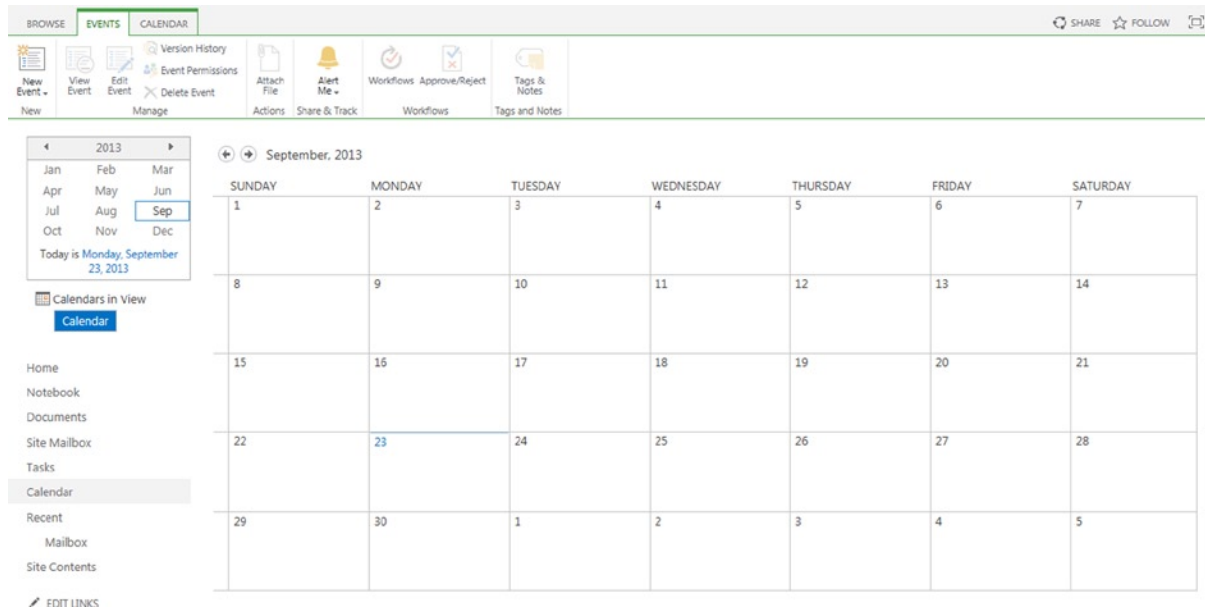 BROWSE EVENTS CALENDAR SHARE FOLLOW
New Event
View Event
Edit Event
Version History
Event Permissions
Delete Event
Attach File
Alert Me
Workflows
Approve/Reject
Tags & Notes
New Manage Actions Share & Track Workflows Tags and Notes
2013
Jan Feb Mar
Apr May Jun
Jul Aug Sep
Oct Nov Dec
Today is Monday, September
23, 2013
Calendars in View
Calendar
Home
Notebook
Documents
Site Mailbox
Tasks
Calendar
Recent
Mailbox
Site Contents
EDIT LINKS
September, 2013
SUNDAY MONDAY TUESDAY WEDNESDAY THURSDAY FRIDAY SATURDAY
1 2 3 4 5 6 7
8 9 10 11 12 13 14
15 16 17 18 19 20 21
22 23 24 25 26 27 28
29 30 1 2 3 4 5